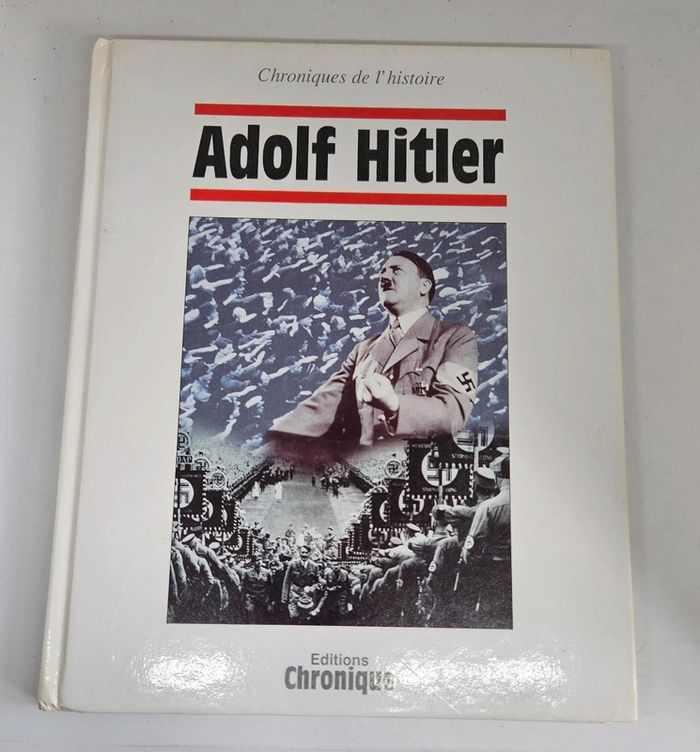 Chroniques de l'histoire
Adolf Hitler
Editions
Chronique